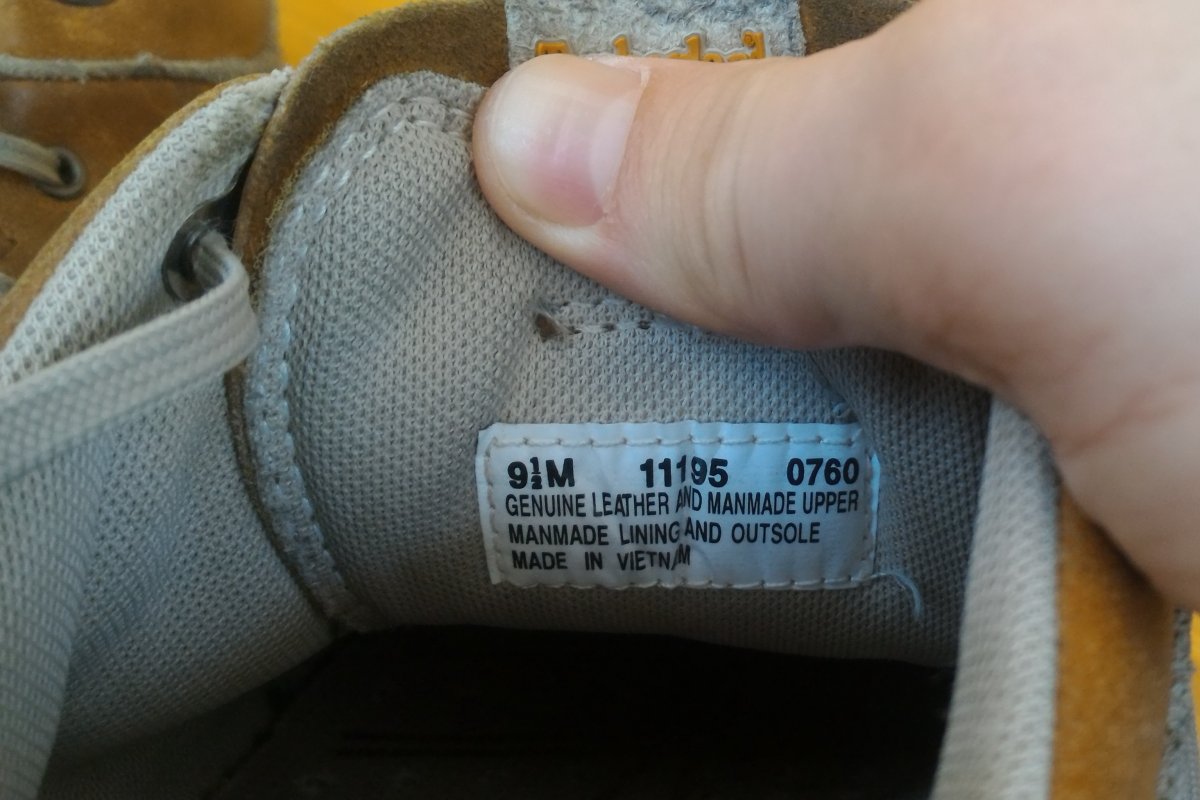 9½M 11195 0760
GENUINE LEATHER AND MANMADE UPPER
MANMADE LINING AND OUTSOLE
MADE IN VIETNAM